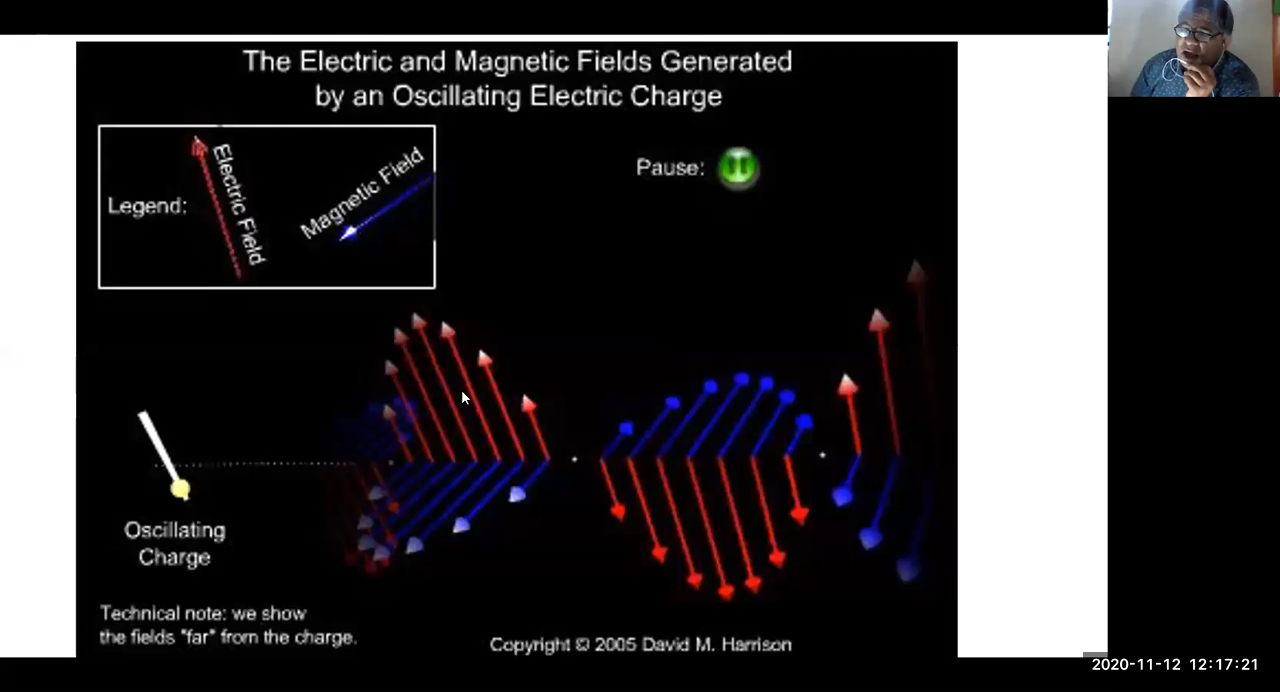 The Electric and Magnetic Fields Generated
by an Oscillating Electric Charge
Legend:
Electric Field
Magnetic Field
Pause:
Oscillating
Charge
Technical note: we show
the fields "far" from the charge.
Copyright © 2005 David M. Harrison
2020-11-12 12:17:21